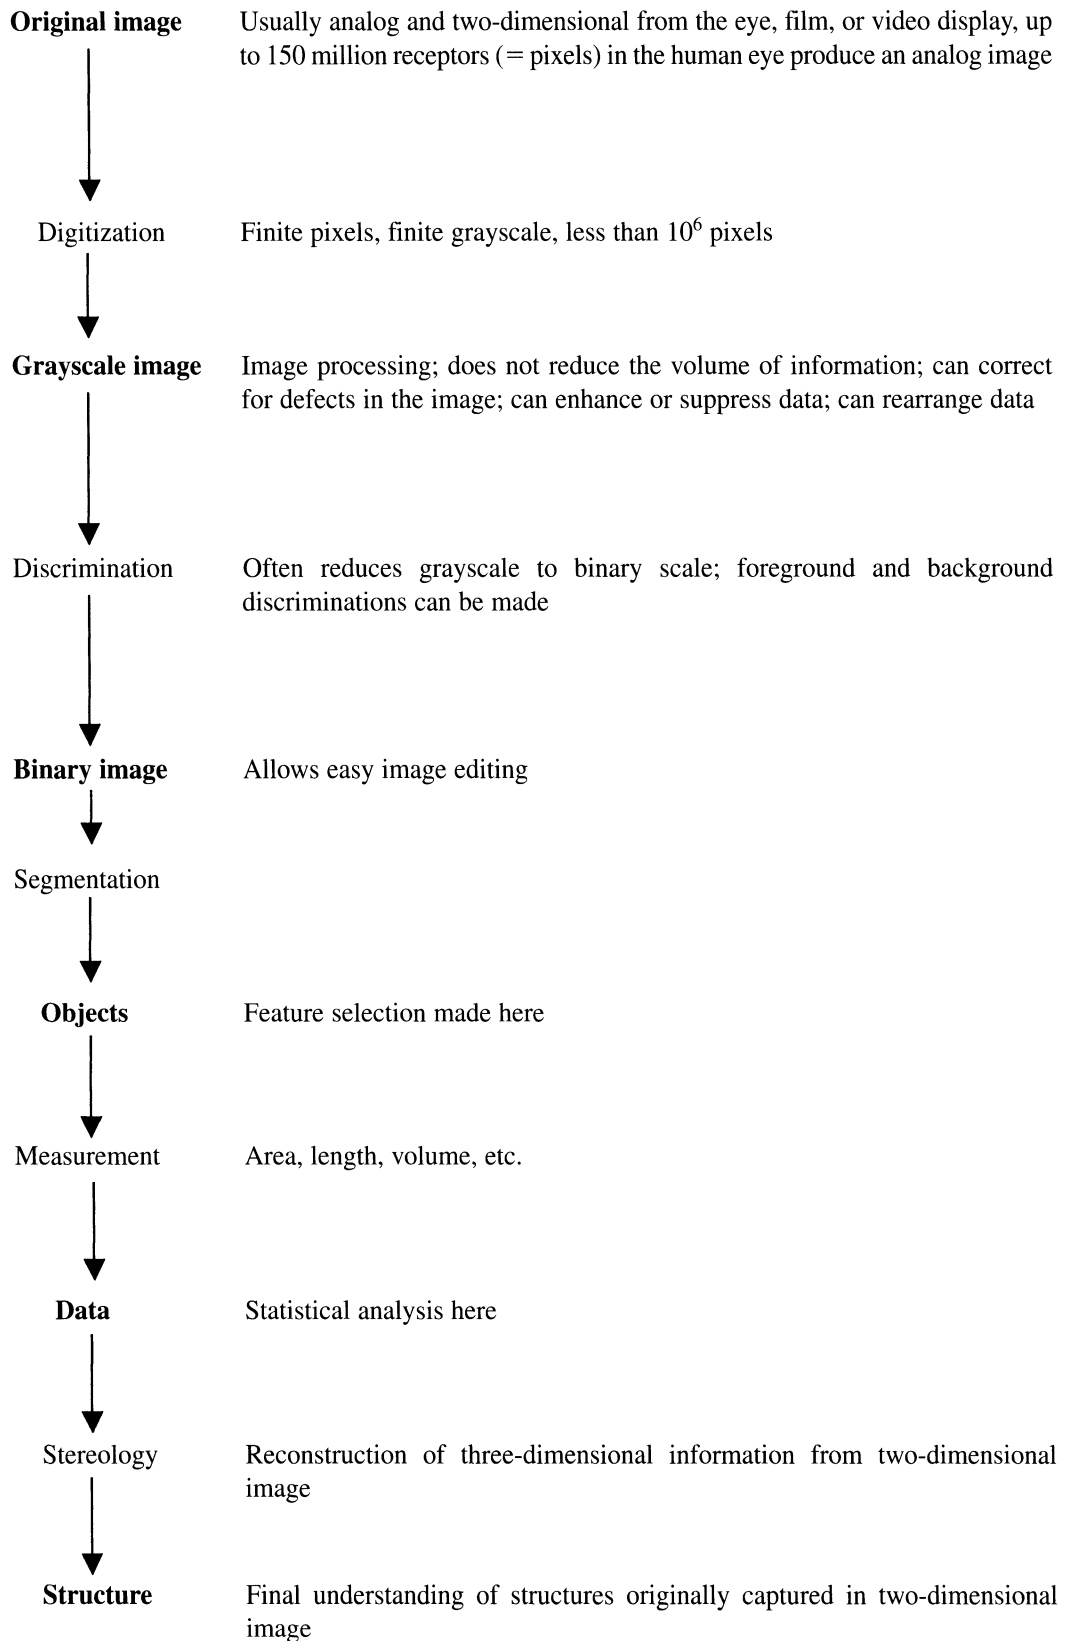 Original image Usually analog and two-dimensional from the eye, film, or video display, up
to 150 million receptors (= pixels) in the human eye produce an analog image
Digitization Finite pixels, finite grayscale, less than 10⁶ pixels
Grayscale image Image processing; does not reduce the volume of information; can correct
for defects in the image; can enhance or suppress data; can rearrange data
Discrimination Often reduces grayscale to binary scale; foreground and background
discriminations can be made
Binary image Allows easy image editing
Segmentation
Objects Feature selection made here
Measurement Area, length, volume, etc.
Data Statistical analysis here
Stereology Reconstruction of three-dimensional information from two-dimensional
image
Structure Final understanding of structures originally captured in two-dimensional
image